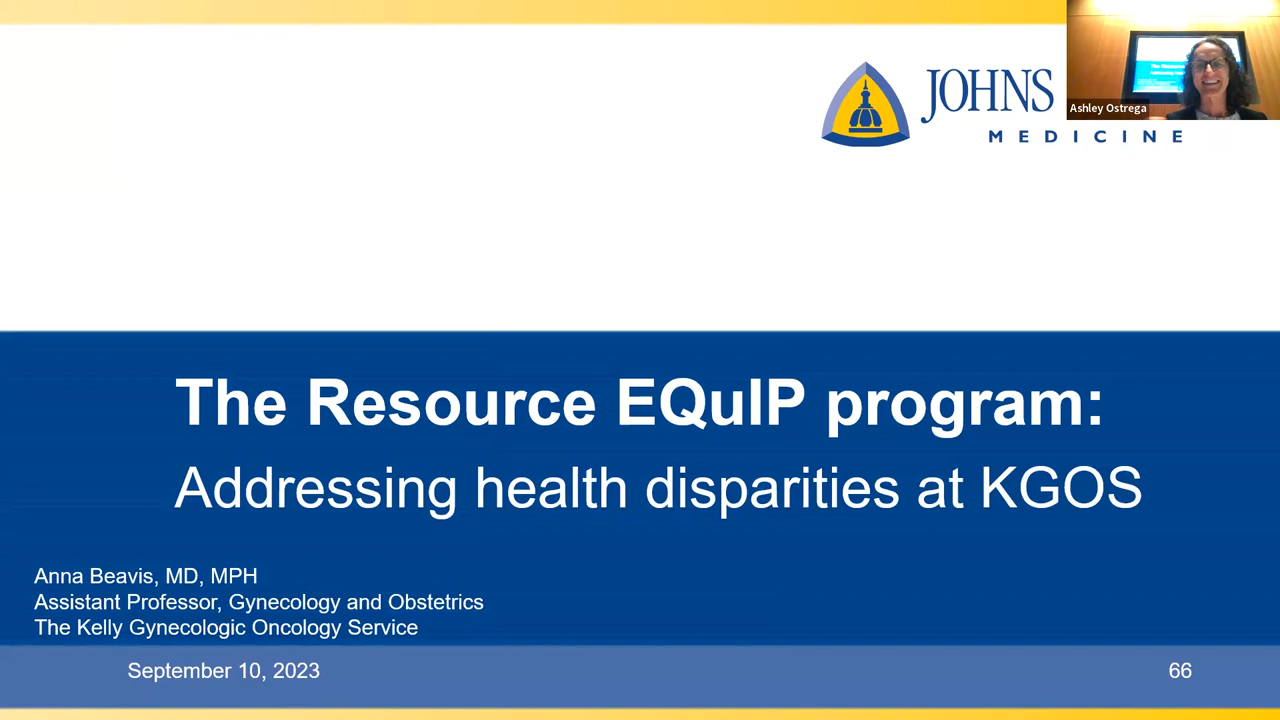 JOHNS
MEDICINE
Ashley Ostrega
The Resource EQuIP program:
Addressing health disparities at KGOS
Anna Beavis, MD, MPH
Assistant Professor, Gynecology and Obstetrics
The Kelly Gynecologic Oncology Service
September 10, 2023
66